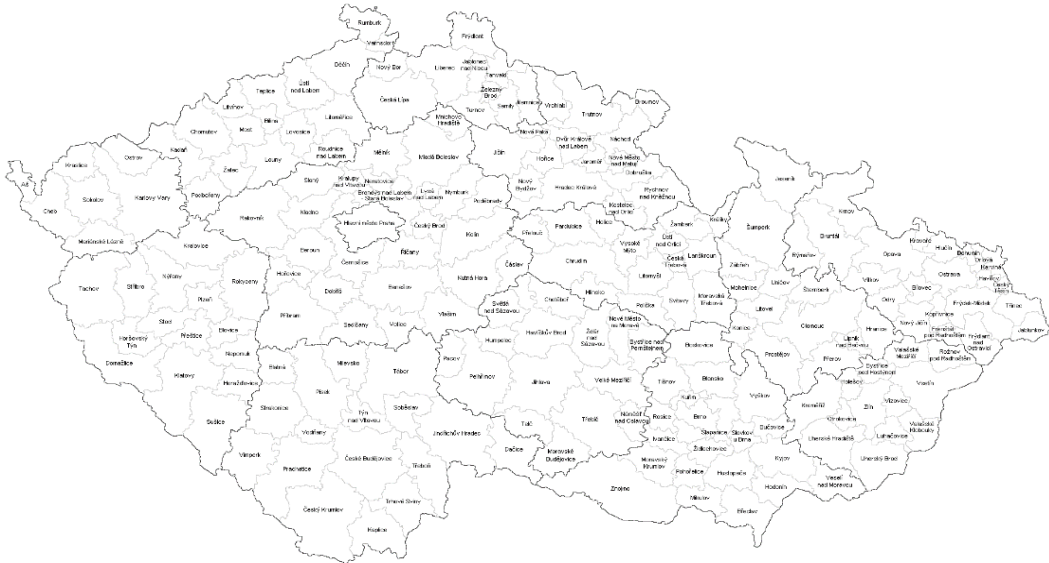 Rumburk
Varnsdorf
Frýdlant
Děčín
Nový Bor
Liberec
Jablonec
nad Nisou
Tanvald
Ústí
nad Labem
Teplice
Česká Lípa
Železný
Brod
Semily
Jilemnice
Vrchlabí
Trutnov
Broumov
Litvínov
Bílina
Litoměřice
Mnichovo
Hradiště
Turnov
Chomutov
Most
Lovosice
Nová Paka
Dvůr Králové
nad Labem
Náchod
Kadaň
Roudnice
nad Labem
Mělník
Mladá Boleslav
Jičín
Hořice
Jaroměř
Nové Město
nad Metují
Ostrov
Kraslice
Louny
Žatec
Dobruška
Aš
Sokolov
Karlovy Vary
Podbořany
Slaný
Kralupy
nad Vltavou
Neratovice
Brandýs nad Labem
Stará Boleslav
Lysá
nad Labem
Nymburk
Poděbrady
Nový
Bydžov
Hradec Králové
Rychnov
nad Kněžnou
Jeseník
Cheb
Rakovník
Kladno
Hlavní město Praha
Český Brod
Kolín
Kostelec
nad Orlicí
Holice
Přelouč
Pardubice
Žamberk
Králíky
Šumperk
Krnov
Mariánské Lázně
Kralovice
Beroun
Říčany
Vysoké
Mýto
Ústí
nad Orlicí
Česká
Třebová
Lanškroun
Bruntál
Rýmařov
Opava
Kravaře
Hlučín
Bohumín
Orlová
Karviná
Havířov
Český
Těšín
Tachov
Stříbro
Nýřany
Plzeň
Rokycany
Hořovice
Černošice
Dobříš
Benešov
Kutná Hora
Čáslav
Chrudim
Litomyšl
Zábřeh
Mohelnice
Uničov
Šternberk
Vítkov
Bílovec
Ostrava
Odry
Frýdek-Místek
Třinec
Jablunkov
Příbram
Sedlčany
Votice
Vlašim
Světlá
nad Sázavou
Chotěboř
Hlinsko
Polička
Svitavy
Moravská
Třebová
Litovel
Stod
Přeštice
Blovice
Nepomuk
Horšovský
Týn
Domažlice
Klatovy
Horažďovice
Sušice
Havlíčkův Brod
Žďár
nad
Sázavou
Nové Město
na Moravě
Bystřice nad
Pernštejnem
Boskovice
Konice
Olomouc
Lipník
nad Bečvou
Hranice
Nový Jičín
Kopřivnice
Frenštát
pod Radhoštěm
Frýdlant
nad
Ostravicí
Valašské
Meziříčí
Rožnov
pod Radhoštěm
Blatná
Milevsko
Tábor
Pacov
Humpolec
Pelhřimov
Jihlava
Velké Meziříčí
Tišnov
Blansko
Prostějov
Přerov
Bystřice
pod Hostýnem
Holešov
Vsetín
Strakonice
Písek
Týn
nad Vltavou
Soběslav
Vodňany
Telč
Třebíč
Náměšť
nad Oslavou
Kuřim
Rosice
Brno
Vyškov
Kroměříž
Otrokovice
Zlín
Vizovice
Valašské
Klobouky
Luhačovice
Vimperk
Prachatice
České Budějovice
Jindřichův Hradec
Třeboň
Dačice
Moravské
Budějovice
Ivančice
Šlapanice
Slavkov
u Brna
Bučovice
Židlochovice
Uherské Hradiště
Uherský Brod
Moravský
Krumlov
Pohořelice
Hustopeče
Kyjov
Hodonín
Veselí
nad Moravou
Znojmo
Mikulov
Břeclav
Český Krumlov
Trhové Sviny
Kaplice